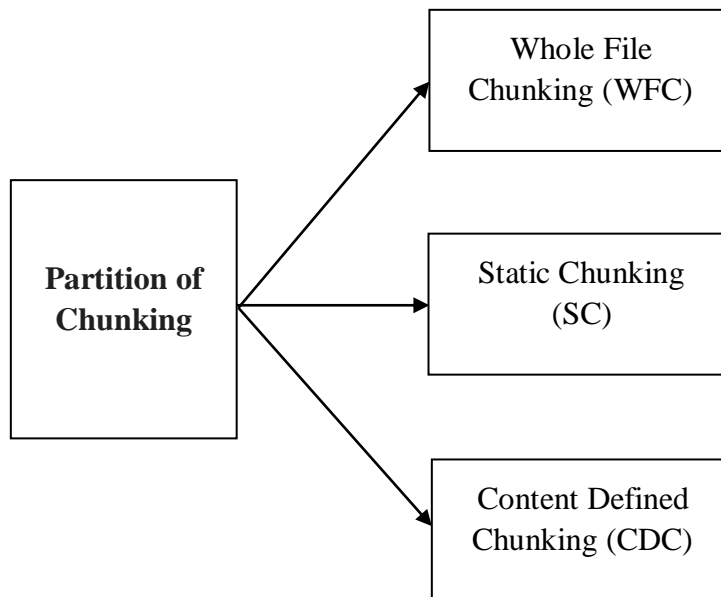 Whole File
Chunking (WFC)
Partition of
Chunking
Static Chunking
(SC)
Content Defined
Chunking (CDC)